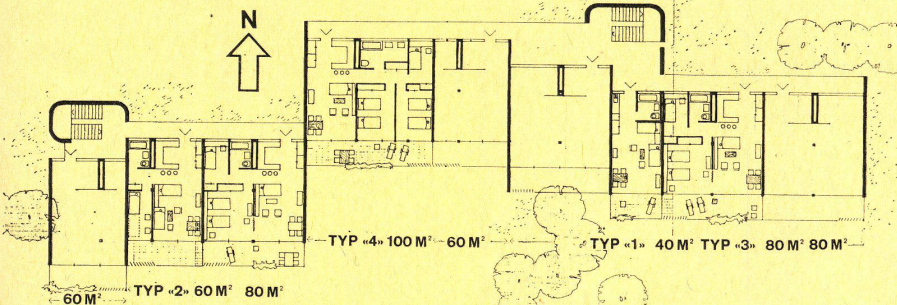 N
TYP «4» 100 M² 60 M²
TYP «1» 40 M² TYP «3» 80 M² 80 M²
TYP «2» 60 M² 80 M²
60 M²